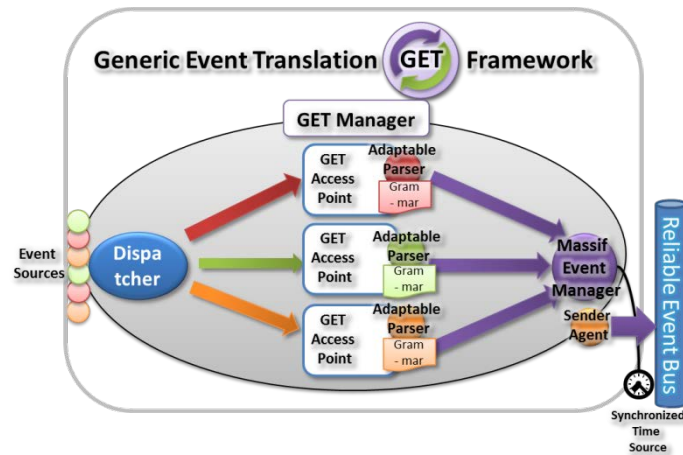 Generic Event Translation GET Framework
GET Manager
GET
Access
Point
Adaptable
Parser
Gram
- mar
GET
Access
Point
Adaptable
Parser
Gram
- mar
GET
Access
Point
Adaptable
Parser
Gram
- mar
Event
Sources
Dispa
tcher
Massif
Event
Manager
Sender
Agent
Reliable Event Bus
Synchronized
Time
Source